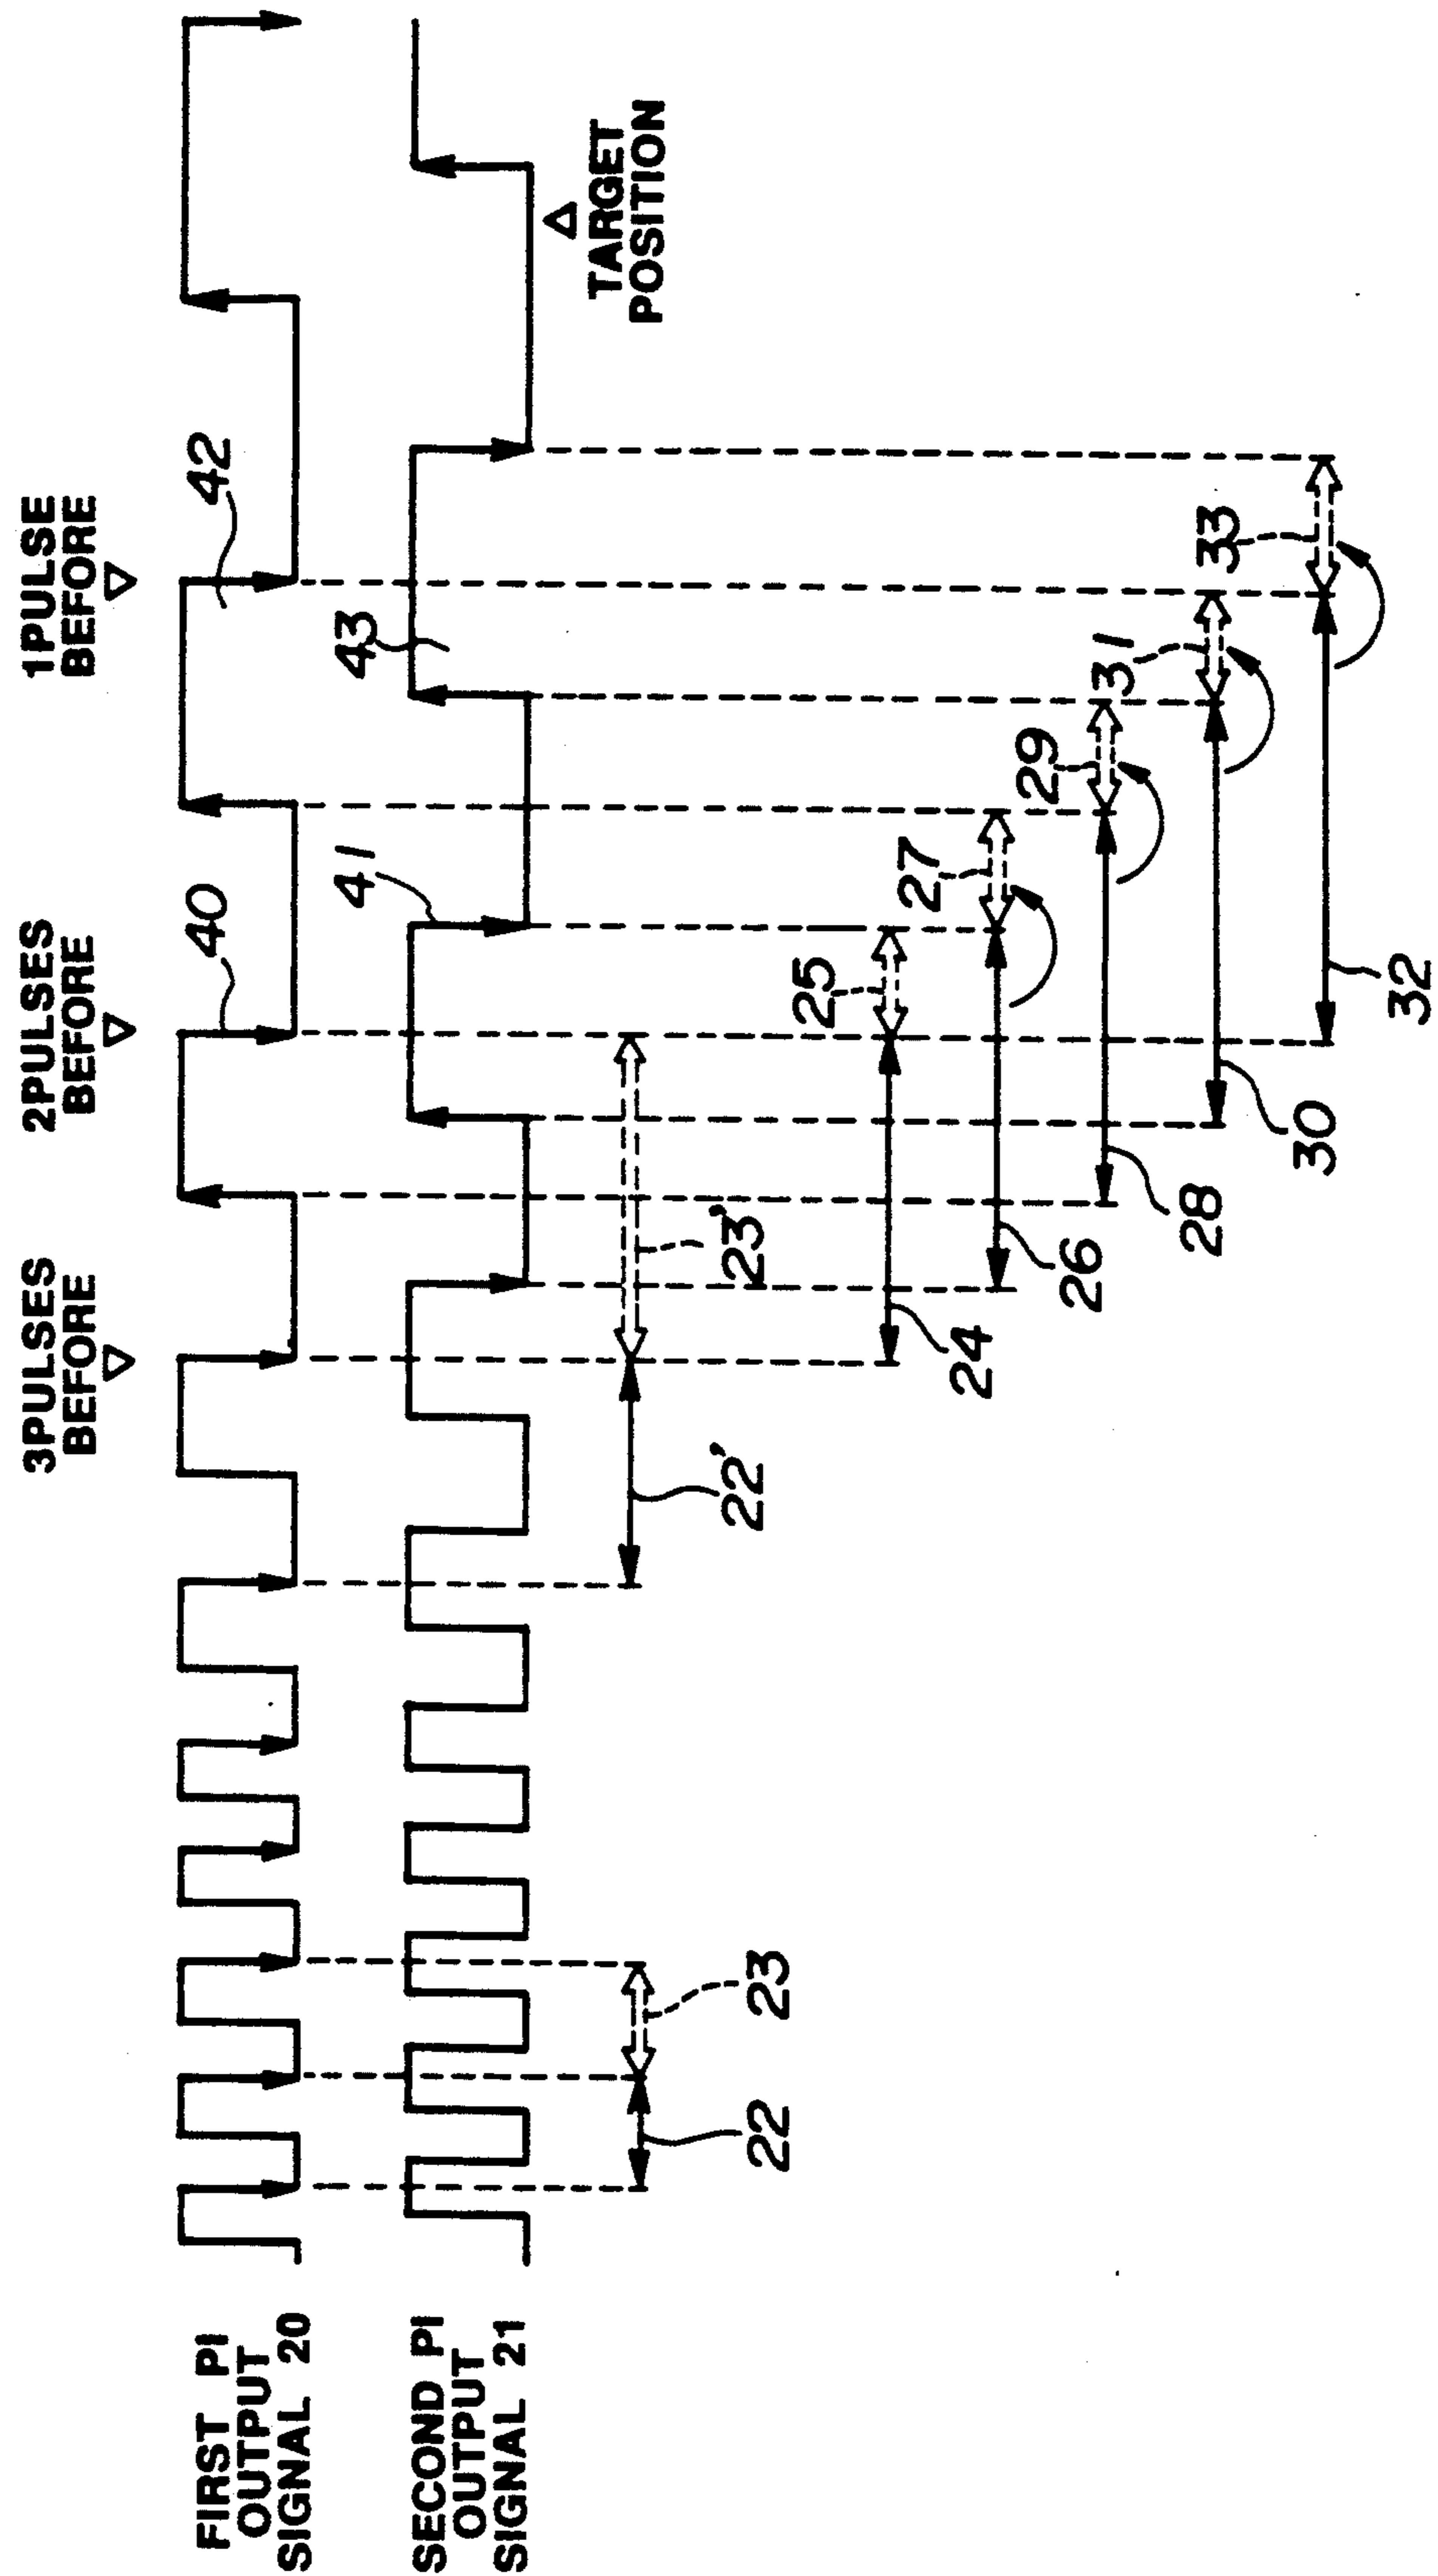 3PULSES
BEFORE
2PULSES
BEFORE
1PULSE
BEFORE
40
42
FIRST PI
OUTPUT
SIGNAL 20
41
43
SECOND PI
OUTPUT
SIGNAL 21
TARGET
POSITION
22
23
22'
23'
24
25
26
27
28
29
30
31
32
33